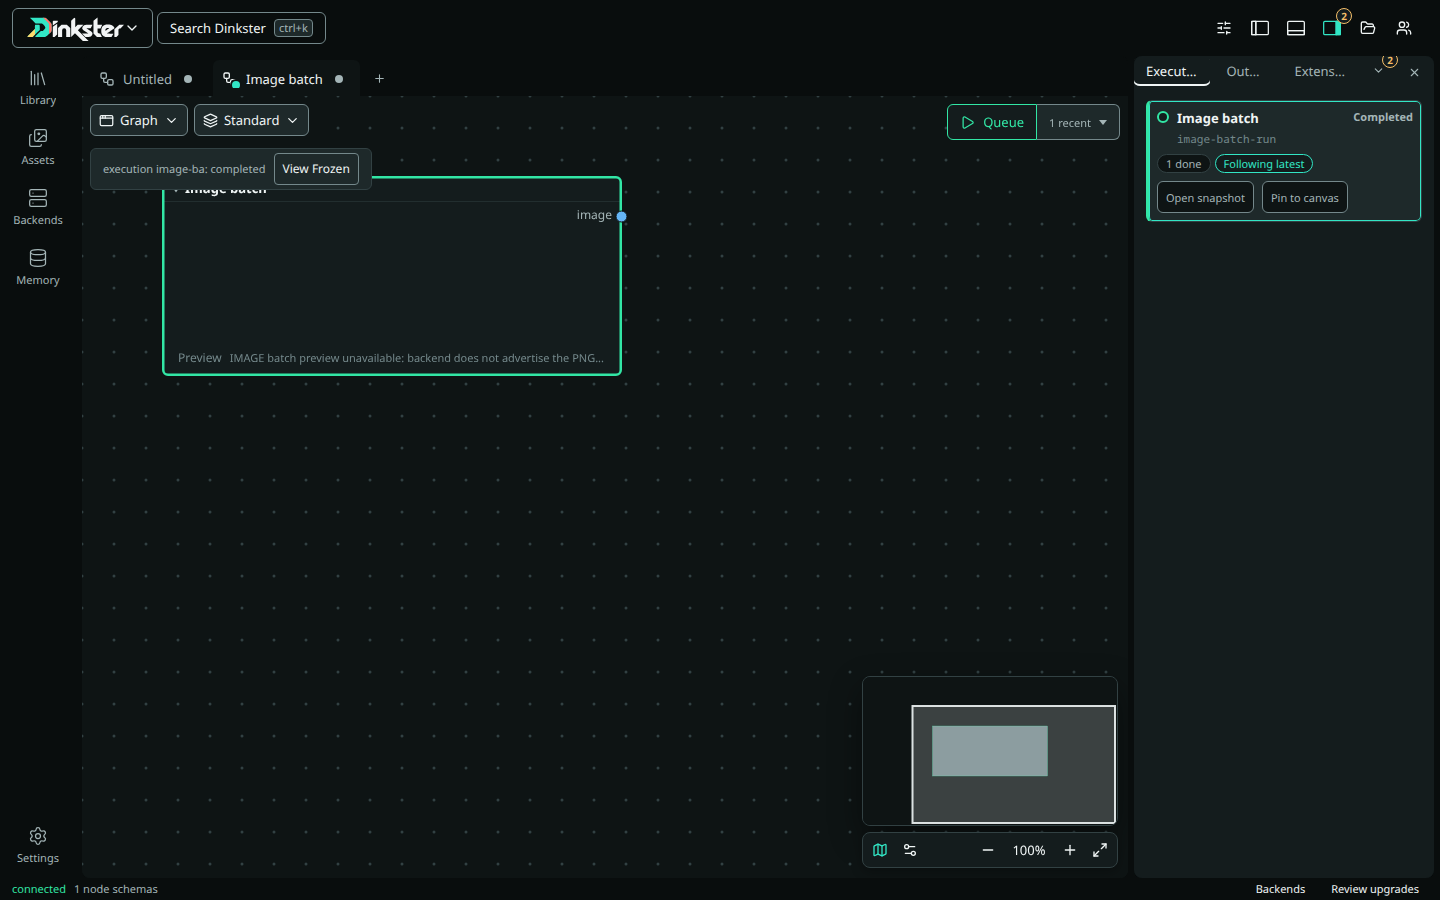 Dinkster
Search Dinkster ctrl+k
2
Library
Assets
Backends
Memory
Settings
Untitled
Image batch
Graph
Standard
Queue
1 recent
execution image-ba: completed
View Frozen
Image batch
image
Preview IMAGE batch preview unavailable: backend does not advertise the PNG...
100%
Execut...
Out...
Extens...
2
Image batch
Completed
image-batch-run
1 done
Following latest
Open snapshot
Pin to canvas
connected
1 node schemas
Backends
Review upgrades